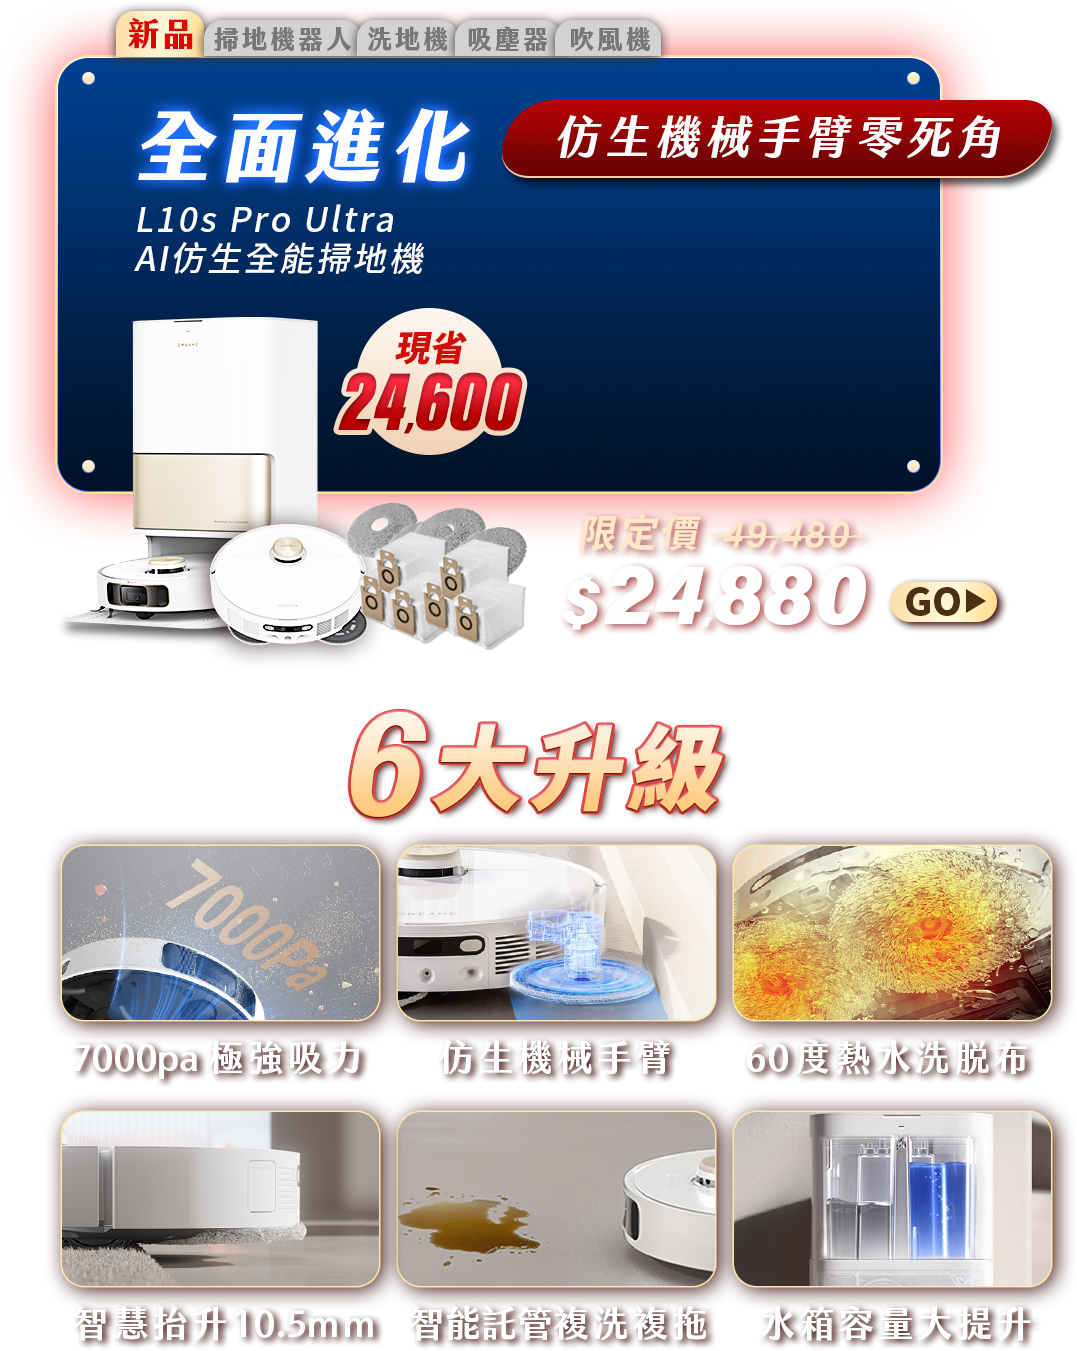 新品 掃地機器人 洗地機 吸塵器 吹風機
全面進化
仿生機械手臂零死角
L10s Pro Ultra
AI仿生全能掃地機
現省
24,600
DREAME
限定價 49,480
$24,880
GO▶
6大升級
7000Pa
DREAME
7000pa 極強吸力
仿生機械手臂
60度熱水洗脫布
智慧抬升10.5mm
智能託管複洗複拖
水箱容量大提升